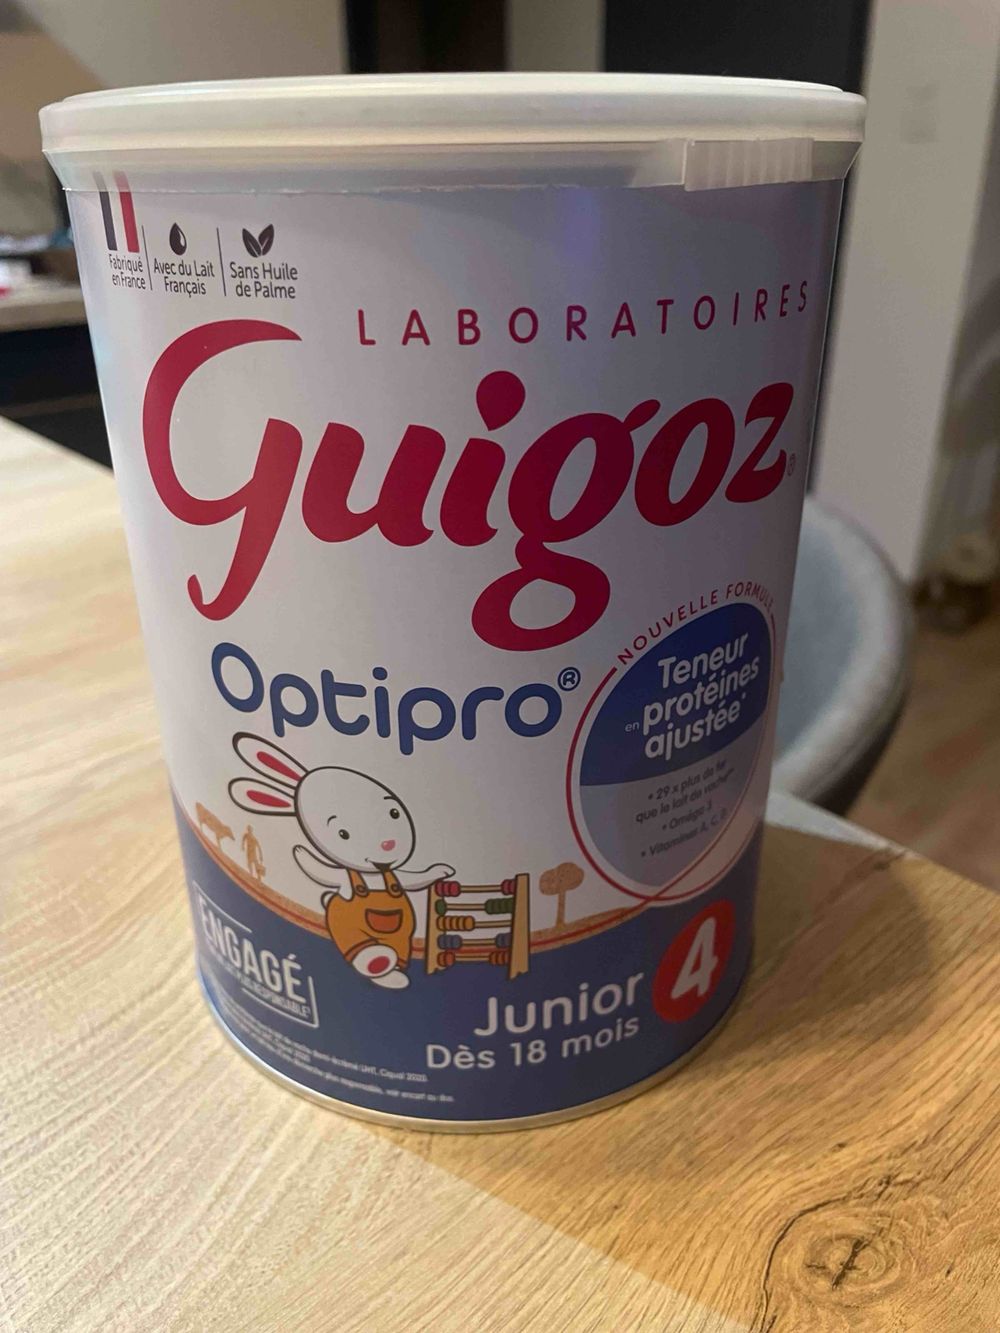 Fabriqué
en France
Avec du Lait
Français
Sans Huile
de Palme
LABORATOIRES
Guigoz®
Optipro®
NOUVELLE FORMULE
Teneur
en protéines
ajustée*
• 29 x plus de fer
que le lait de vache**
• Oméga 3
• Vitamines A, C, D
ENGAGÉ
Junior 4
Dès 18 mois